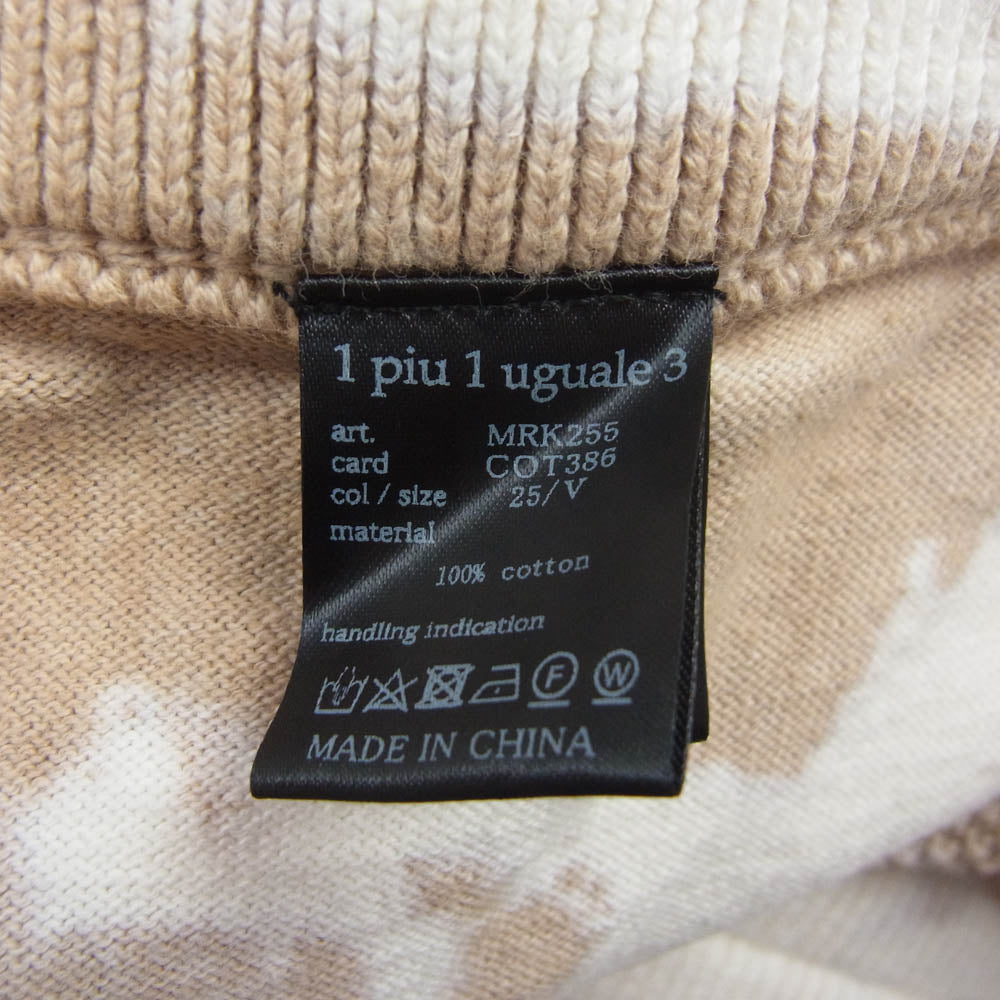 1 piu 1 uguale 3
art. MRK255
card COT386
col / size 25/V
material
100% cotton
handling indication
F W
MADE IN CHINA